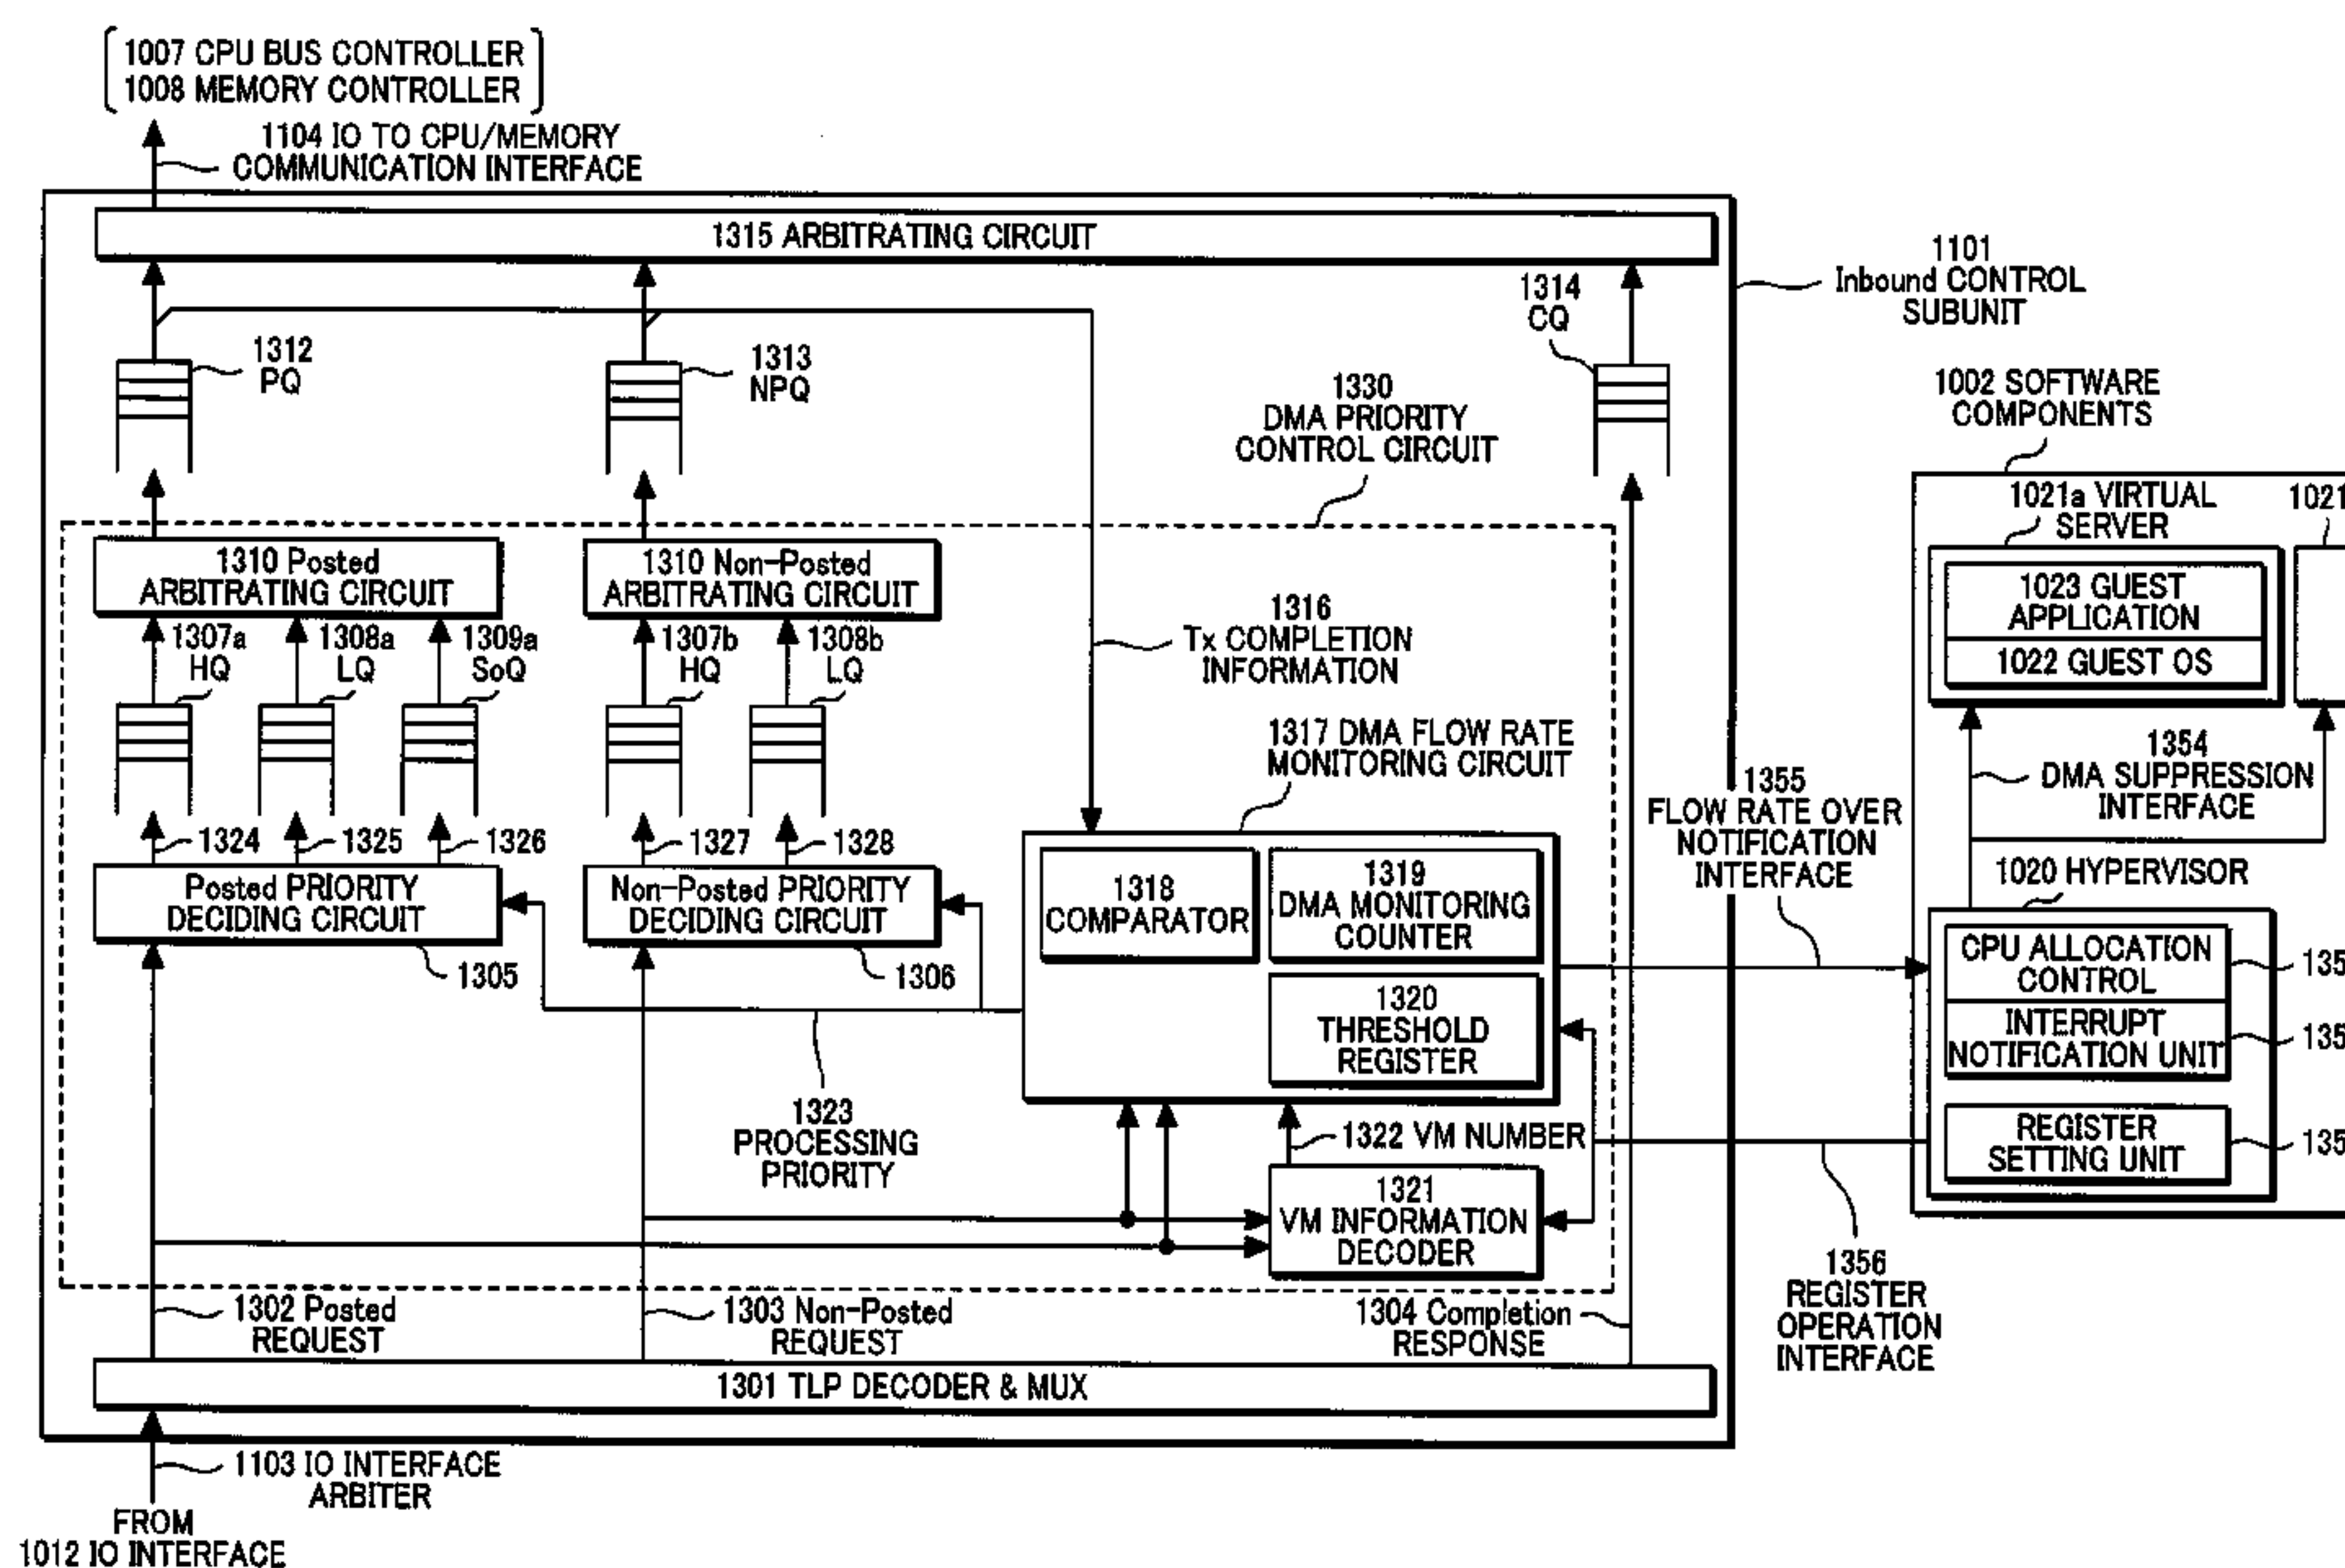 1007 CPU BUS CONTROLLER
1008 MEMORY CONTROLLER
1104 IO TO CPU/MEMORY
COMMUNICATION INTERFACE
1315 ARBITRATING CIRCUIT
1101
Inbound CONTROL
SUBUNIT
1312
PQ
1313
NPQ
1314
CQ
1330
DMA PRIORITY
CONTROL CIRCUIT
1002 SOFTWARE
COMPONENTS
1021a VIRTUAL
SERVER
1021
1023 GUEST
APPLICATION
1022 GUEST OS
1310 Posted
ARBITRATING CIRCUIT
1310 Non-Posted
ARBITRATING CIRCUIT
1307a
HQ
1308a
LQ
1309a
SoQ
1307b
HQ
1308b
LQ
1316
Tx COMPLETION
INFORMATION
1317 DMA FLOW RATE
MONITORING CIRCUIT
1354
DMA SUPPRESSION
INTERFACE
1355
FLOW RATE OVER
NOTIFICATION
INTERFACE
1324
1325
1326
1327
1328
Posted PRIORITY
DECIDING CIRCUIT
1305
Non-Posted PRIORITY
DECIDING CIRCUIT
1306
1318
COMPARATOR
1319
DMA MONITORING
COUNTER
1320
THRESHOLD
REGISTER
1020 HYPERVISOR
CPU ALLOCATION
CONTROL
135
INTERRUPT
NOTIFICATION UNIT
135
REGISTER
SETTING UNIT
135
1323
PROCESSING
PRIORITY
1322 VM NUMBER
1321
VM INFORMATION
DECODER
1356
REGISTER
OPERATION
INTERFACE
1302 Posted
REQUEST
1303 Non-Posted
REQUEST
1304 Completion
RESPONSE
1301 TLP DECODER & MUX
1103 IO INTERFACE
ARBITER
FROM
1012 IO INTERFACE